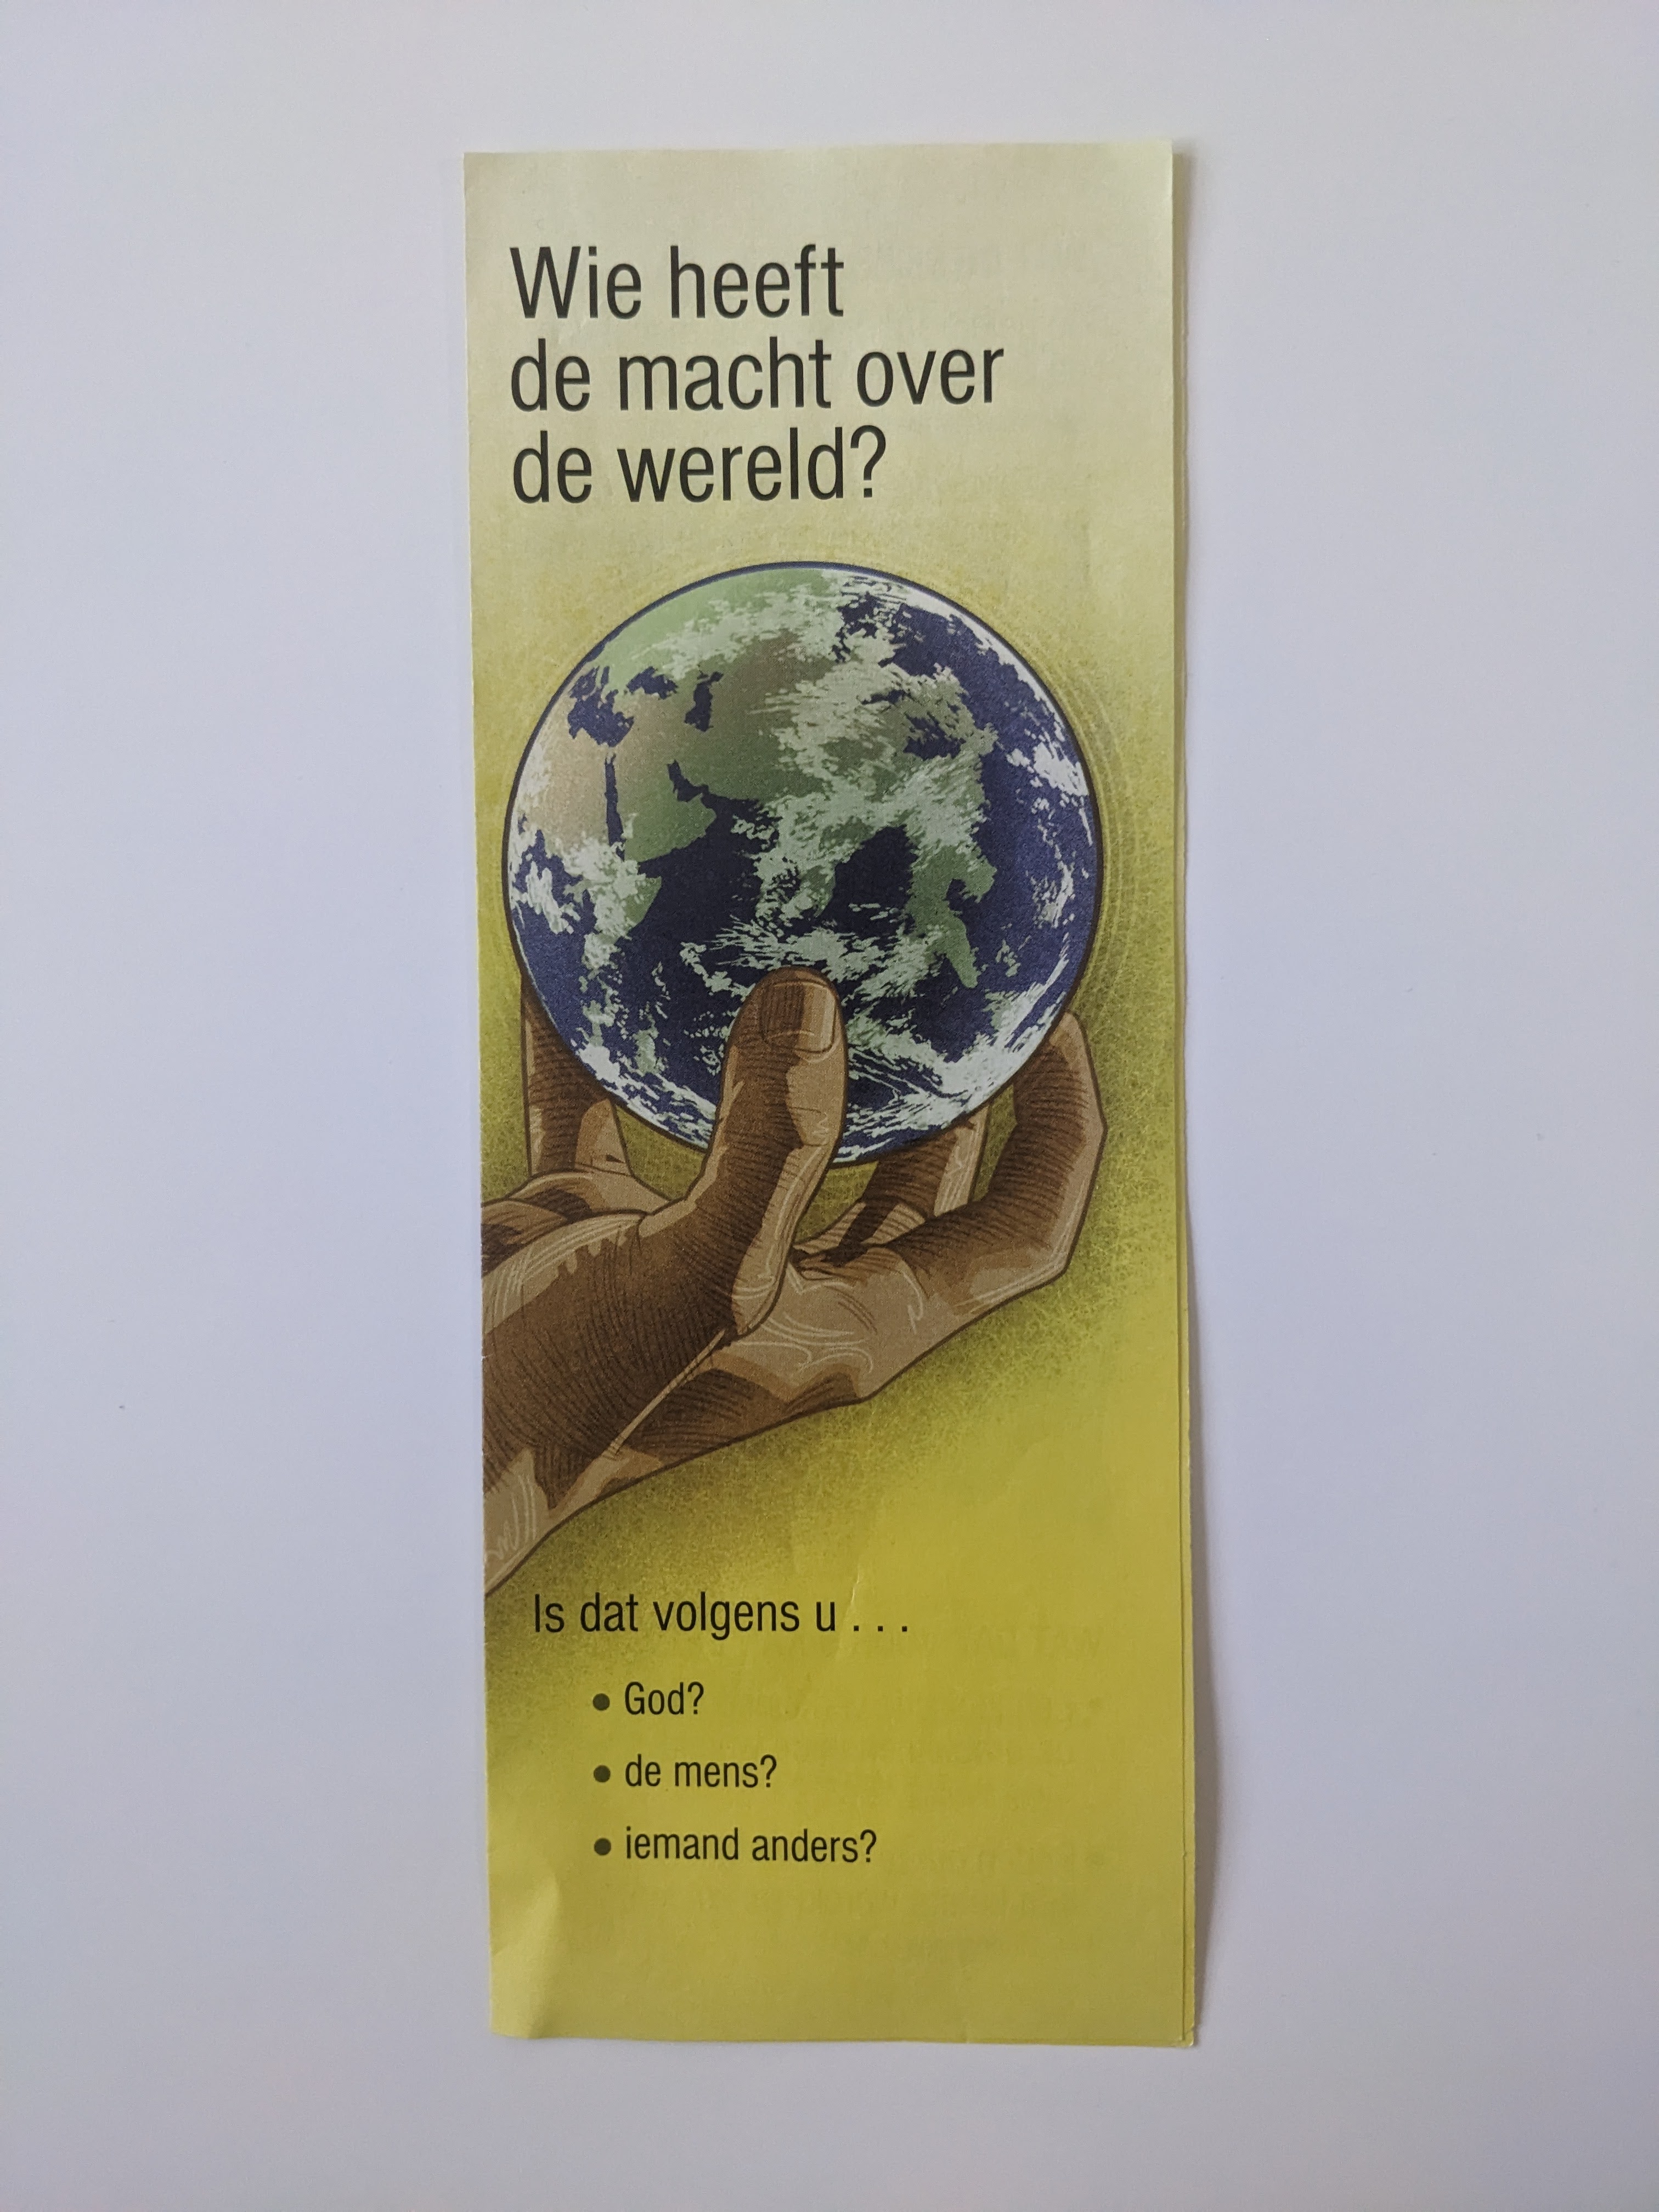 Wie heeft
de macht over
de wereld?
Is dat volgens u . . .
• God?
• de mens?
• iemand anders?